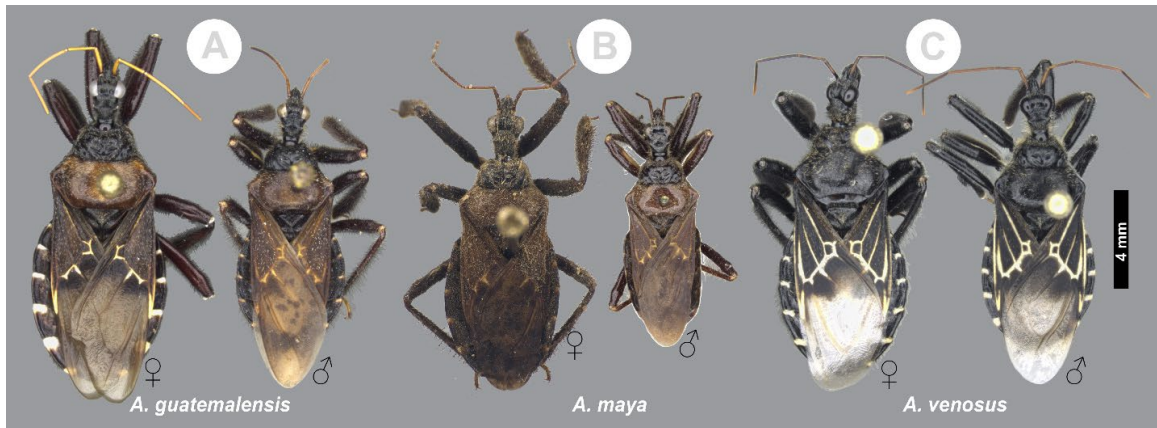 A
B
C
4 mm
♀
♂
♀
♂
♀
♂
A. guatemalensis
A. maya
A. venosus